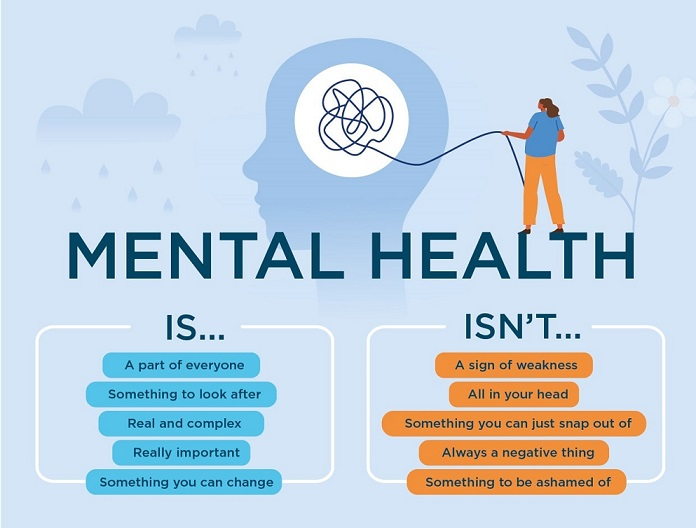 MENTAL HEALTH
IS...
A part of everyone
Something to look after
Real and complex
Really important
Something you can change
ISN'T...
A sign of weakness
All in your head
Something you can just snap out of
Always a negative thing
Something to be ashamed of